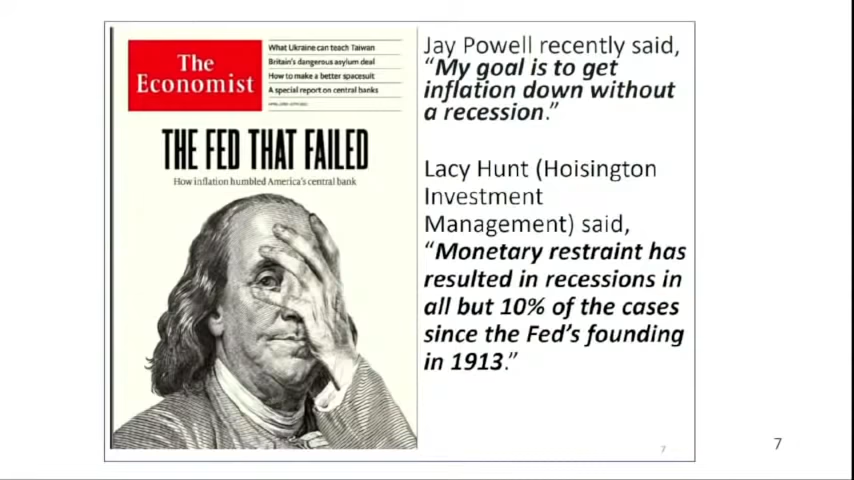 The
Economist
What Ukraine can teach Taiwan
Britain's dangerous asylum deal
How to make a better spacesuit
A special report on central banks
THE FED THAT FAILED
How inflation humbled America's central bank
Jay Powell recently said,
“My goal is to get
inflation down without
a recession.”
Lacy Hunt (Hoisington
Investment
Management) said,
“Monetary restraint has
resulted in recessions in
all but 10% of the cases
since the Fed's founding
in 1913.”
7
7